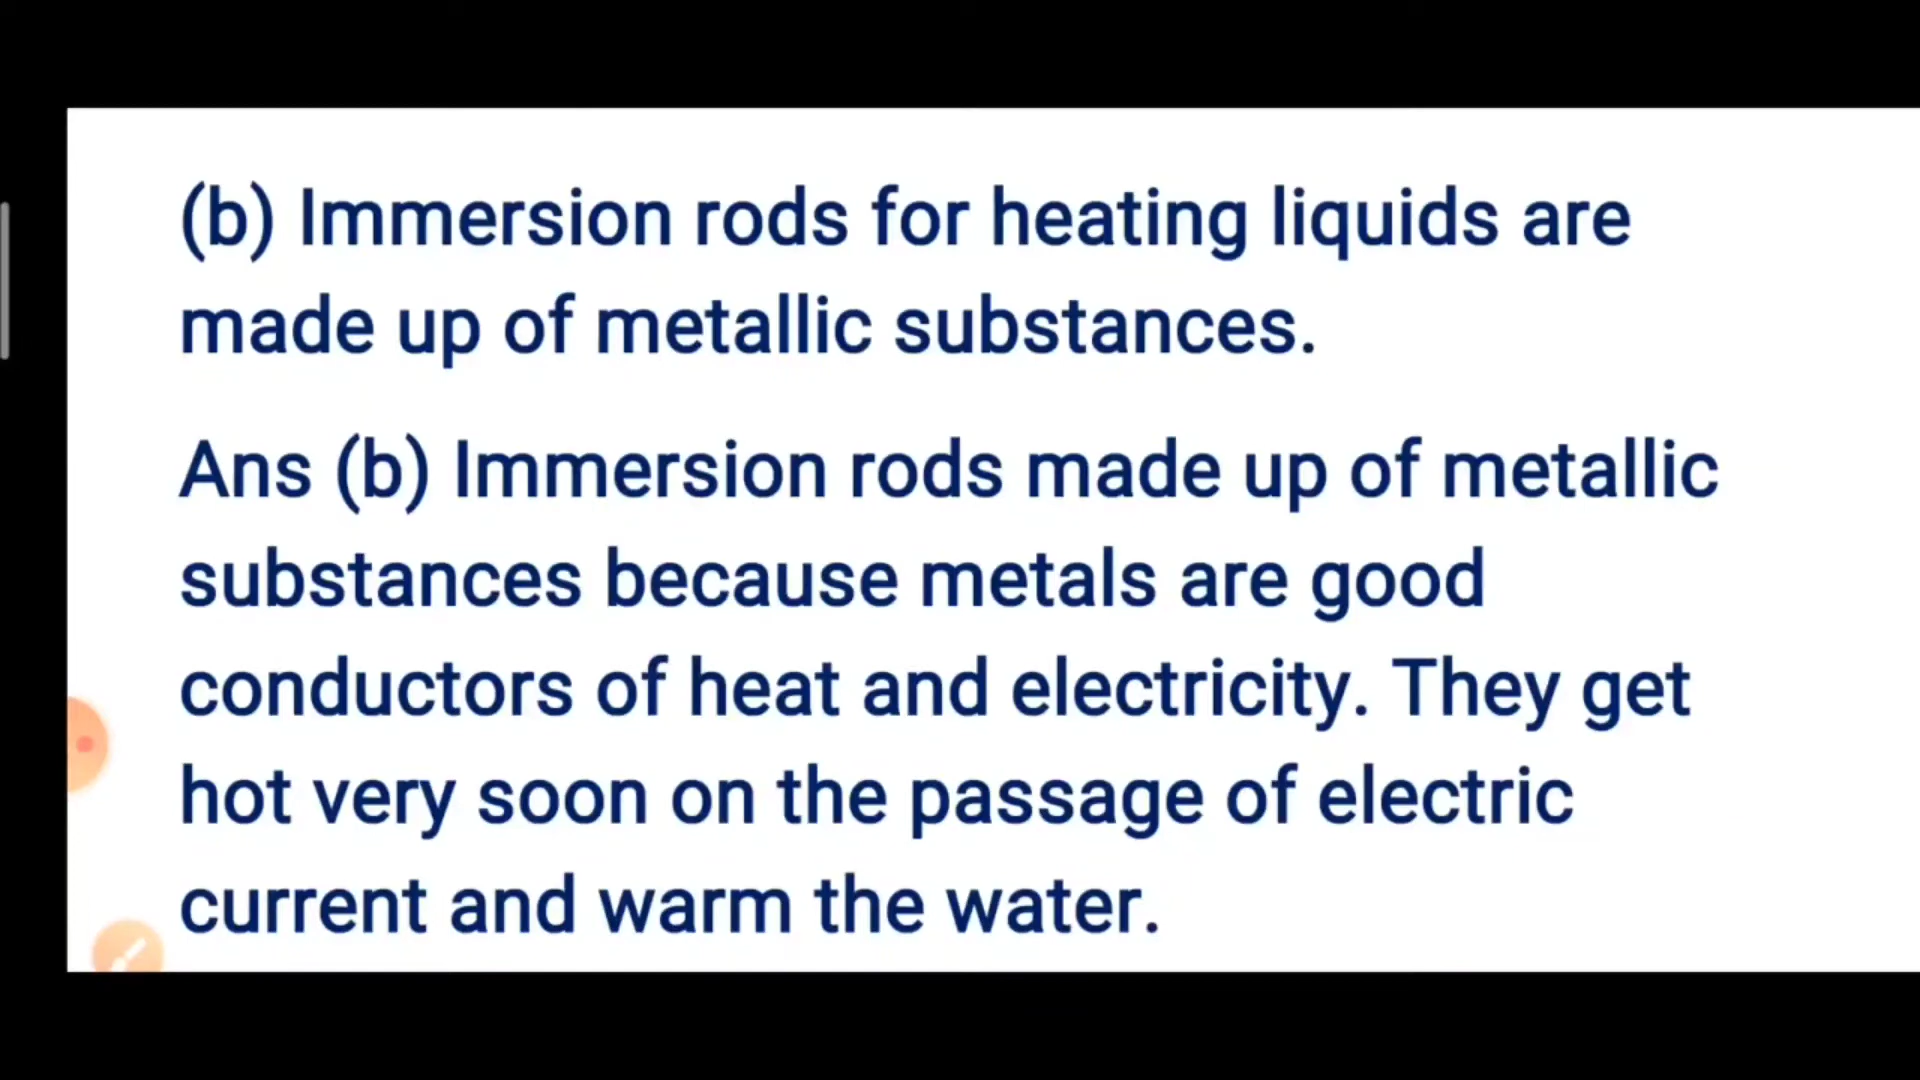 (b) Immersion rods for heating liquids are
made up of metallic substances.
Ans (b) Immersion rods made up of metallic
substances because metals are good
conductors of heat and electricity. They get
hot very soon on the passage of electric
current and warm the water.